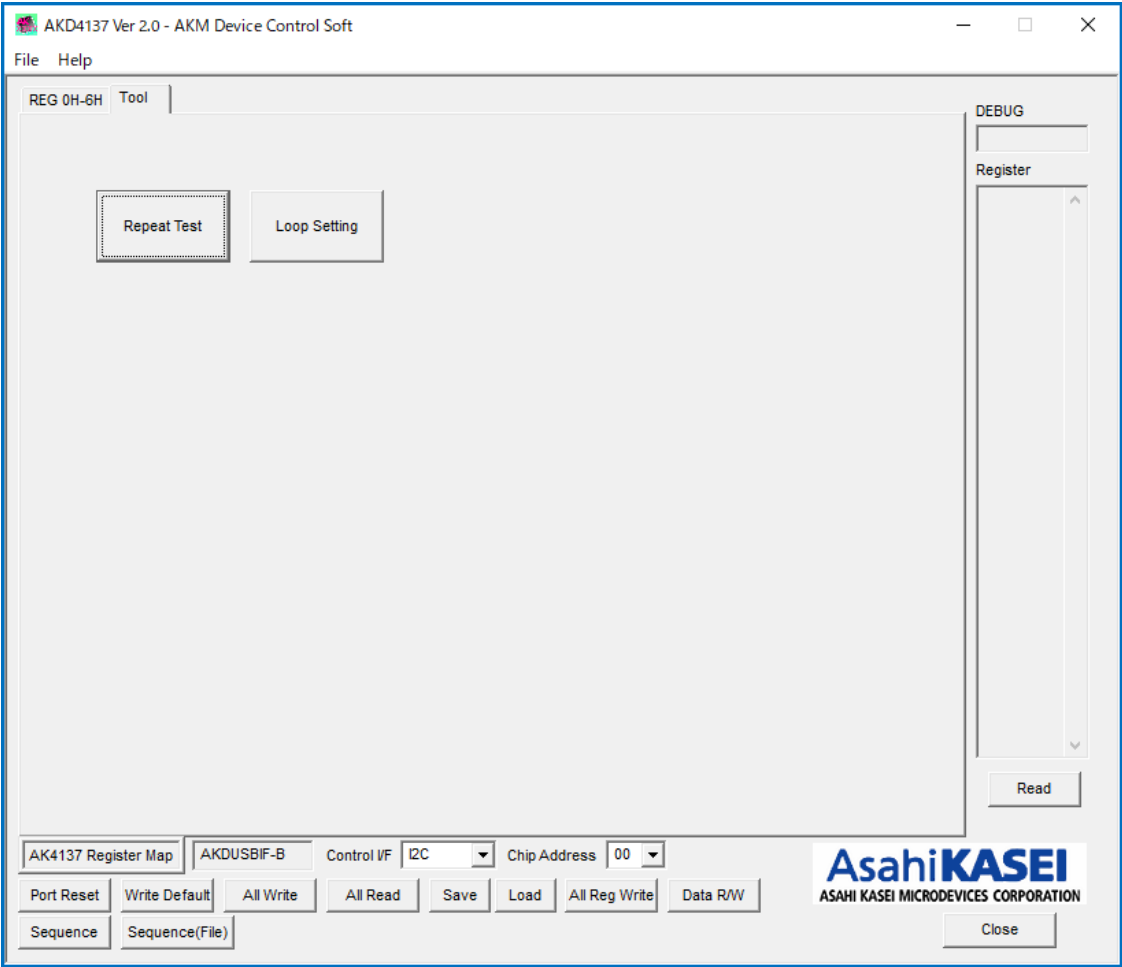 AKD4137 Ver 2.0 - AKM Device Control Soft
File Help
REG 0H-6H Tool
DEBUG
Register
Repeat Test Loop Setting
Read
AK4137 Register Map AKDUSBIF-B Control I/F I2C Chip Address 00
AsahiKASEI
ASAHI KASEI MICRODEVICES CORPORATION
Port Reset Write Default All Write All Read Save Load All Reg Write Data R/W
Sequence Sequence(File) Close